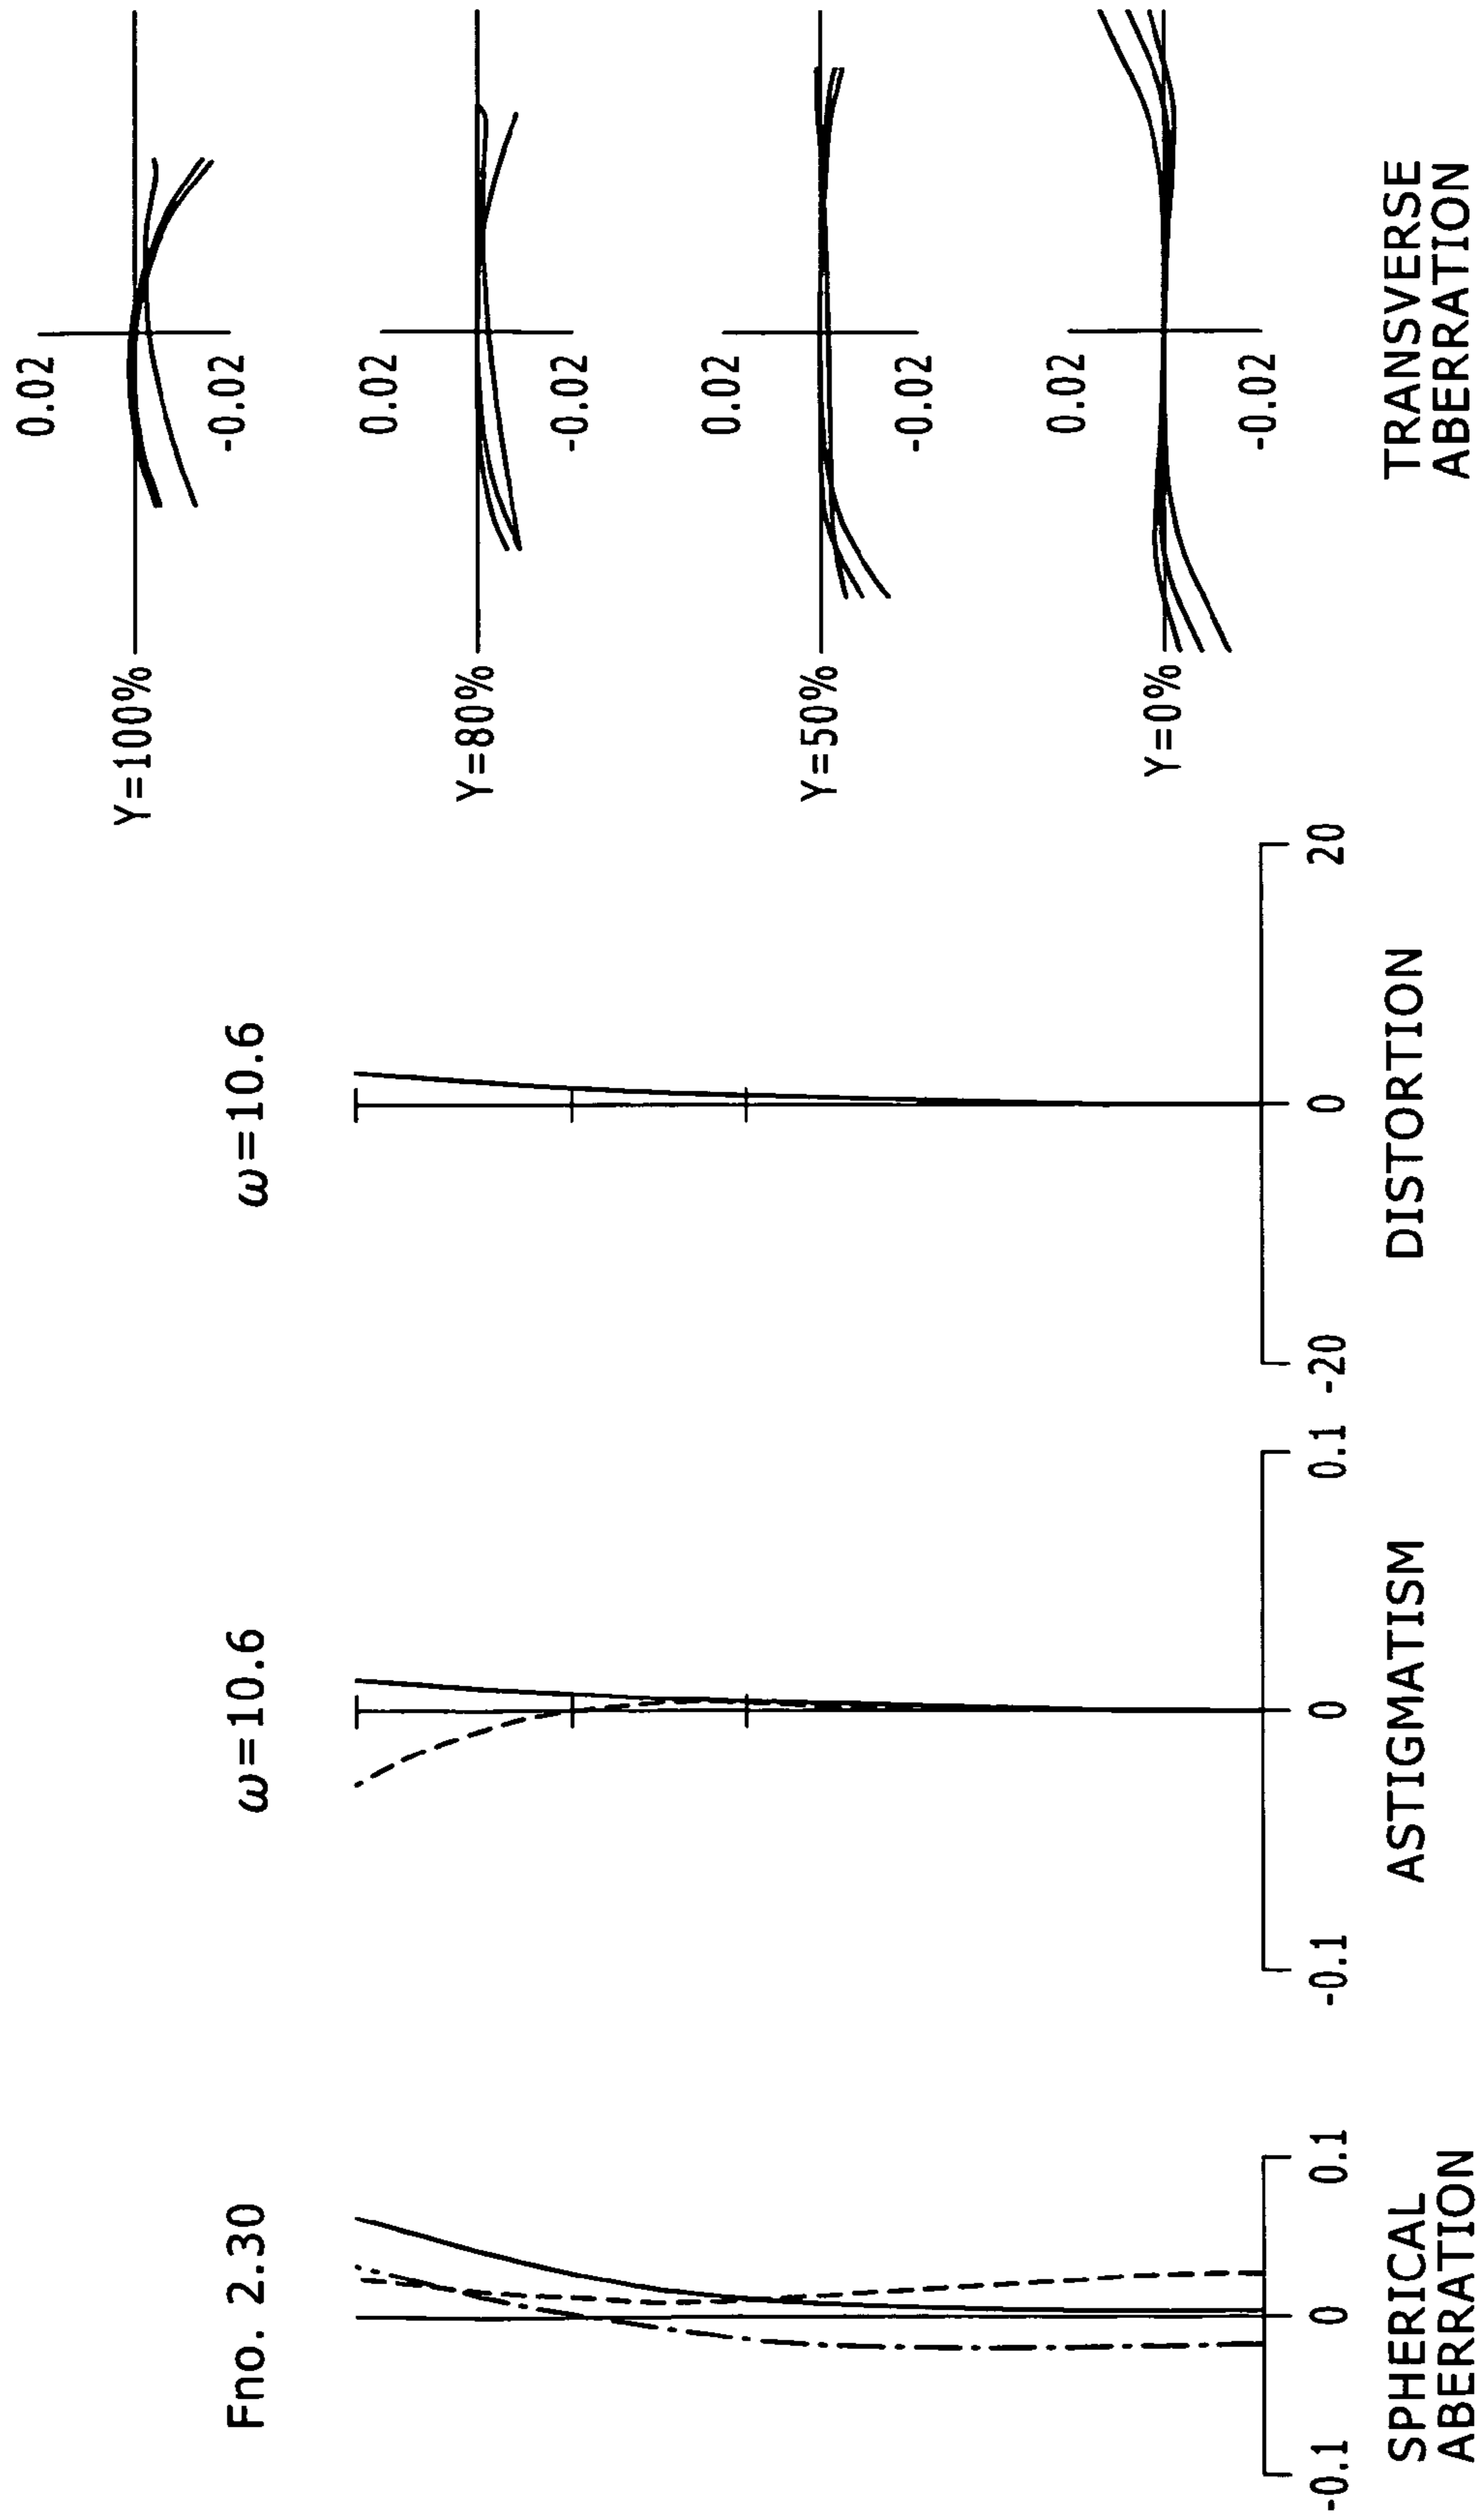 Fno. 2.30
-0.1
0
0.1
SPHERICAL
ABERRATION
ω=10.6
-0.1
0
0.1
ASTIGMATISM
ω=10.6
-20
0
20
DISTORTION
Y=100%
0.02
-0.02
Y=80%
0.02
-0.02
Y=50%
0.02
-0.02
Y=0%
0.02
-0.02
TRANSVERSE
ABERRATION